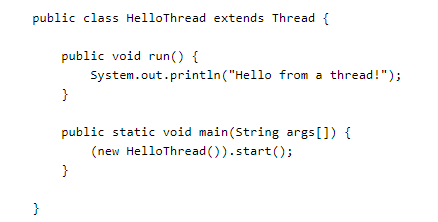 public class HelloThread extends Thread {
public void run() {
System.out.println("Hello from a thread!");
}
public static void main(String args[]) {
(new HelloThread()).start();
}
}